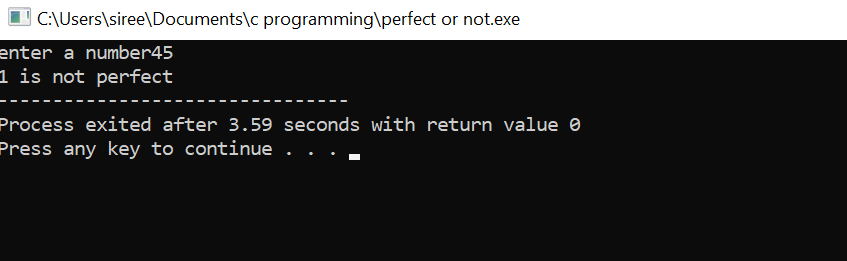 C:\Users\siree\Documents\c programming\perfect or not.exe
enter a number45
1 is not perfect
--------------------------------
Process exited after 3.59 seconds with return value 0
Press any key to continue . . .